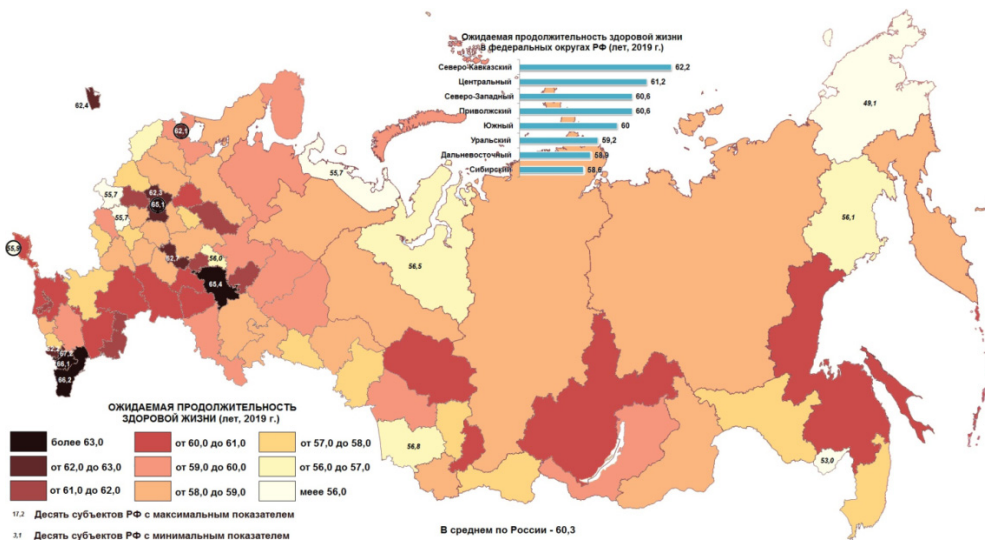 Ожидаемая продолжительность здоровой жизни
в федеральных округах РФ (лет, 2019 г.)
Северо-Кавказский 62,2
Центральный 61,2
Северо-Западный 60,6
Приволжский 60,6
Южный 60
Уральский 59,2
Дальневосточный 58,9
Сибирский 58,6
62,4
62,1
49,1
55,7
55,7
62,3
65,1
55,7
56,1
55,9
56,0
56,5
65,4
66,1
66,2
56,8
53,0
ОЖИДАЕМАЯ ПРОДОЛЖИТЕЛЬНОСТЬ
ЗДОРОВОЙ ЖИЗНИ (лет, 2019 г.)
более 63,0 от 60,0 до 61,0 от 57,0 до 58,0
от 62,0 до 63,0 от 59,0 до 60,0 от 56,0 до 57,0
от 61,0 до 62,0 от 58,0 до 59,0 меее 56,0
17,2 Десять субъектов РФ с максимальным показателем
3,1 Десять субъектов РФ с минимальным показателем
В среднем по России - 60,3